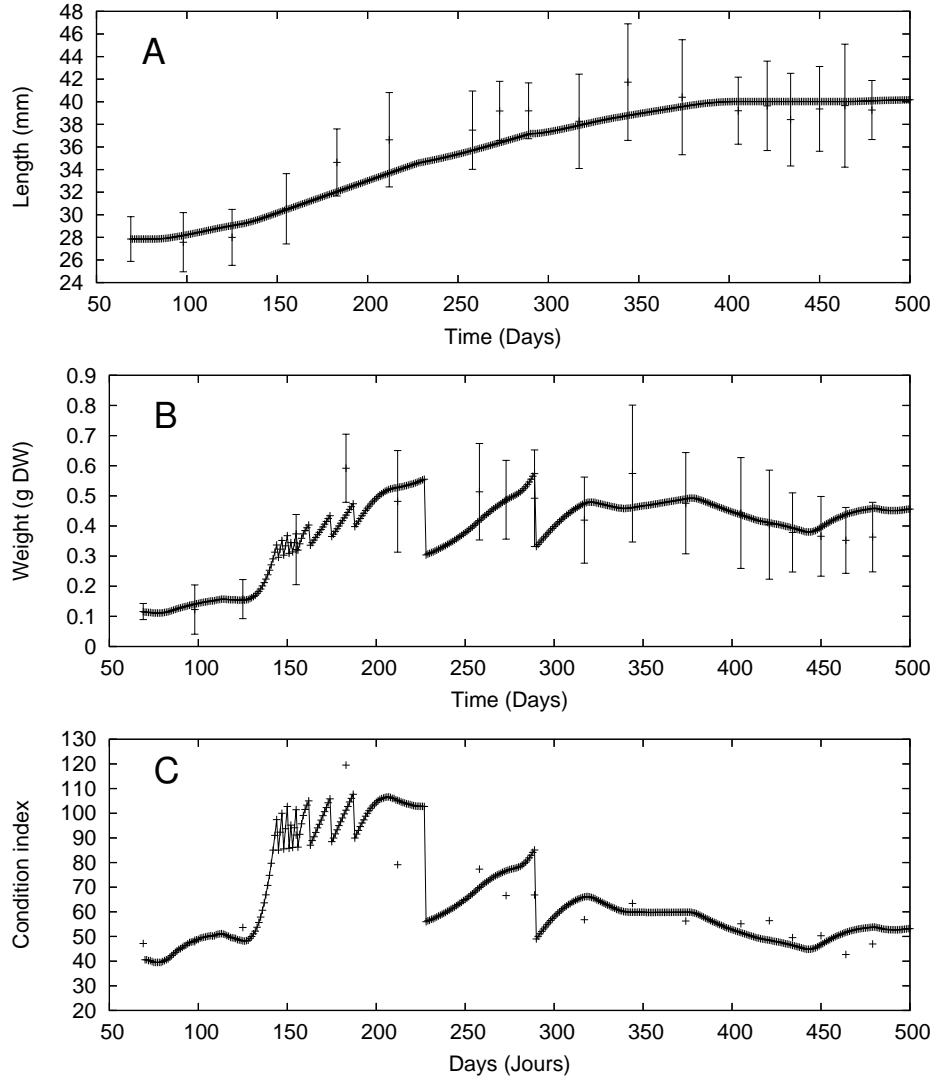 A
Length (mm)
48
46
44
42
40
38
36
34
32
30
28
26
24
50 100 150 200 250 300 350 400 450 500
Time (Days)
B
Weight (g DW)
0.9
0.8
0.7
0.6
0.5
0.4
0.3
0.2
0.1
0
50 100 150 200 250 300 350 400 450 500
Time (Days)
C
Condition index
130
120
110
100
90
80
70
60
50
40
30
20
50 100 150 200 250 300 350 400 450 500
Days (Jours)